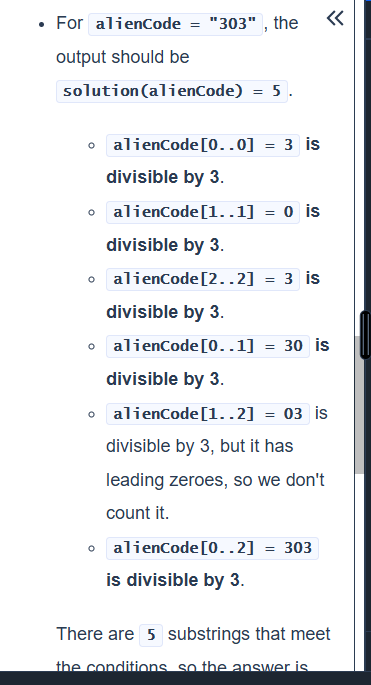 • For alienCode = "303", the
output should be
solution(alienCode) = 5.
◦ alienCode[0..0] = 3 is
divisible by 3.
◦ alienCode[1..1] = 0 is
divisible by 3.
◦ alienCode[2..2] = 3 is
divisible by 3.
◦ alienCode[0..1] = 30 is
divisible by 3.
◦ alienCode[1..2] = 03 is
divisible by 3, but it has
leading zeroes, so we don't
count it.
◦ alienCode[0..2] = 303
is divisible by 3.
There are 5 substrings that meet
the conditions, so the answer is